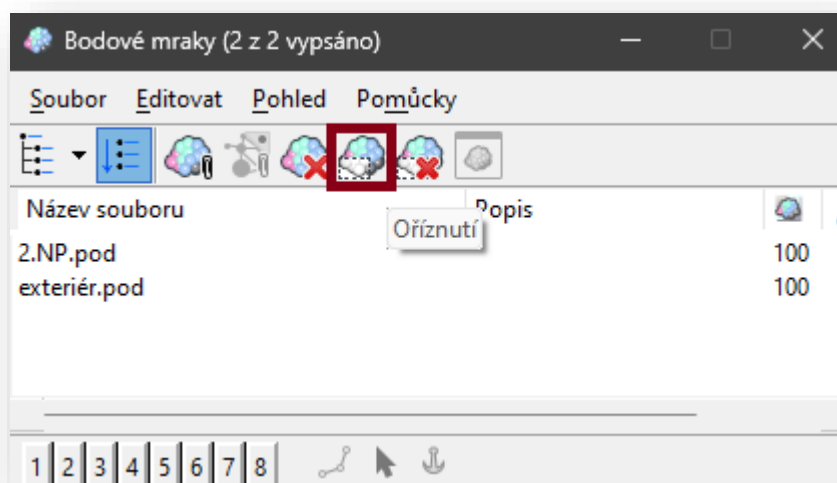 Bodové mraky (2 z 2 vypsáno)
Soubor Editovat Pohled Pomůcky
Název souboru Popis
Oříznutí
2.NP.pod 100
exteriér.pod 100
1 2 3 4 5 6 7 8